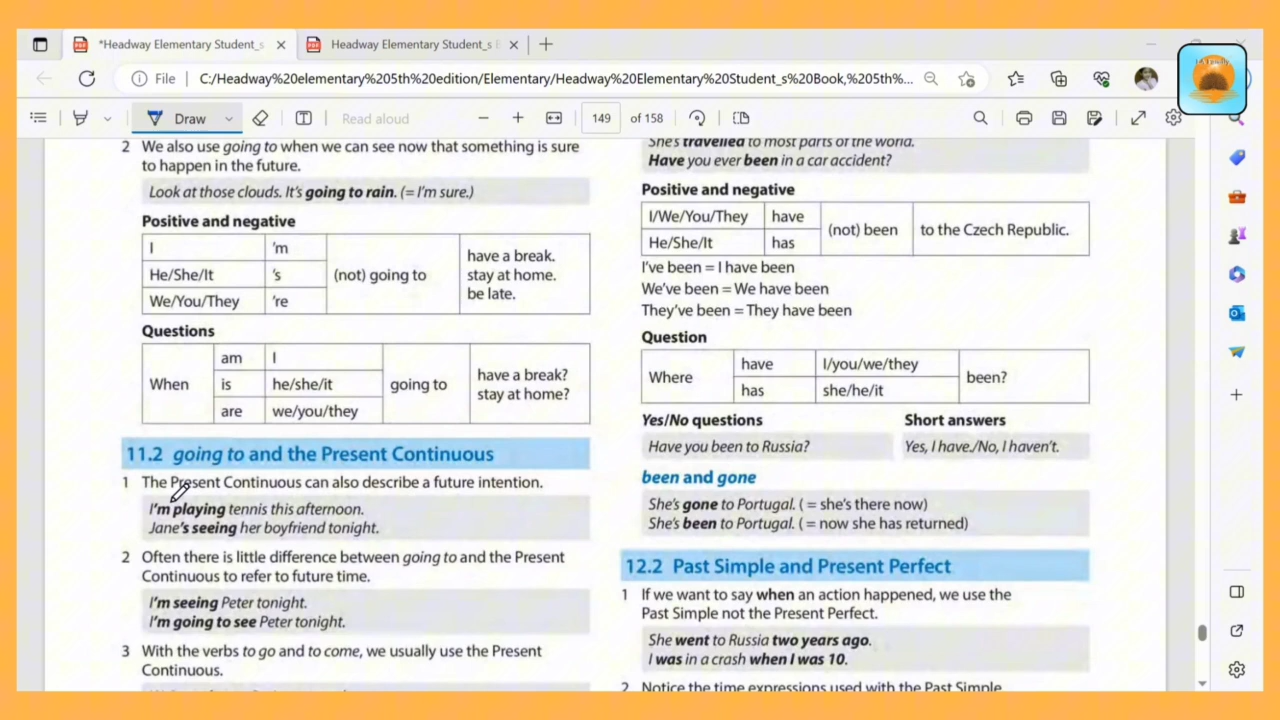 *Headway Elementary Student_s
Headway Elementary Student_s
File
C:/Headway%20elementary%205th%20edition/Elementary/Headway%20Elementary%20Student_s%20Book,%205th%...
Draw
Read aloud
149
of 158
2 We also use going to when we can see now that something is sure
to happen in the future.
Look at those clouds. It's going to rain. (= I'm sure.)
Positive and negative
I 'm
He/She/It 's
We/You/They 're
(not) going to
have a break.
stay at home.
be late.
Questions
When
am I
is he/she/it
are we/you/they
going to
have a break?
stay at home?
11.2 going to and the Present Continuous
1 The Present Continuous can also describe a future intention.
I'm playing tennis this afternoon.
Jane's seeing her boyfriend tonight.
2 Often there is little difference between going to and the Present
Continuous to refer to future time.
I'm seeing Peter tonight.
I'm going to see Peter tonight.
3 With the verbs to go and to come, we usually use the Present
Continuous.
She's travelled to most parts of the world.
Have you ever been in a car accident?
Positive and negative
I/We/You/They have
He/She/It has
(not) been
to the Czech Republic.
I've been = I have been
We've been = We have been
They've been = They have been
Question
Where
have I/you/we/they
has she/he/it
been?
Yes/No questions Short answers
Have you been to Russia? Yes, I have./No, I haven't.
been and gone
She's gone to Portugal. ( = she's there now)
She's been to Portugal. ( = now she has returned)
12.2 Past Simple and Present Perfect
1 If we want to say when an action happened, we use the
Past Simple not the Present Perfect.
She went to Russia two years ago.
I was in a crash when I was 10.
2 Notice the time expressions used with the Past Simple.